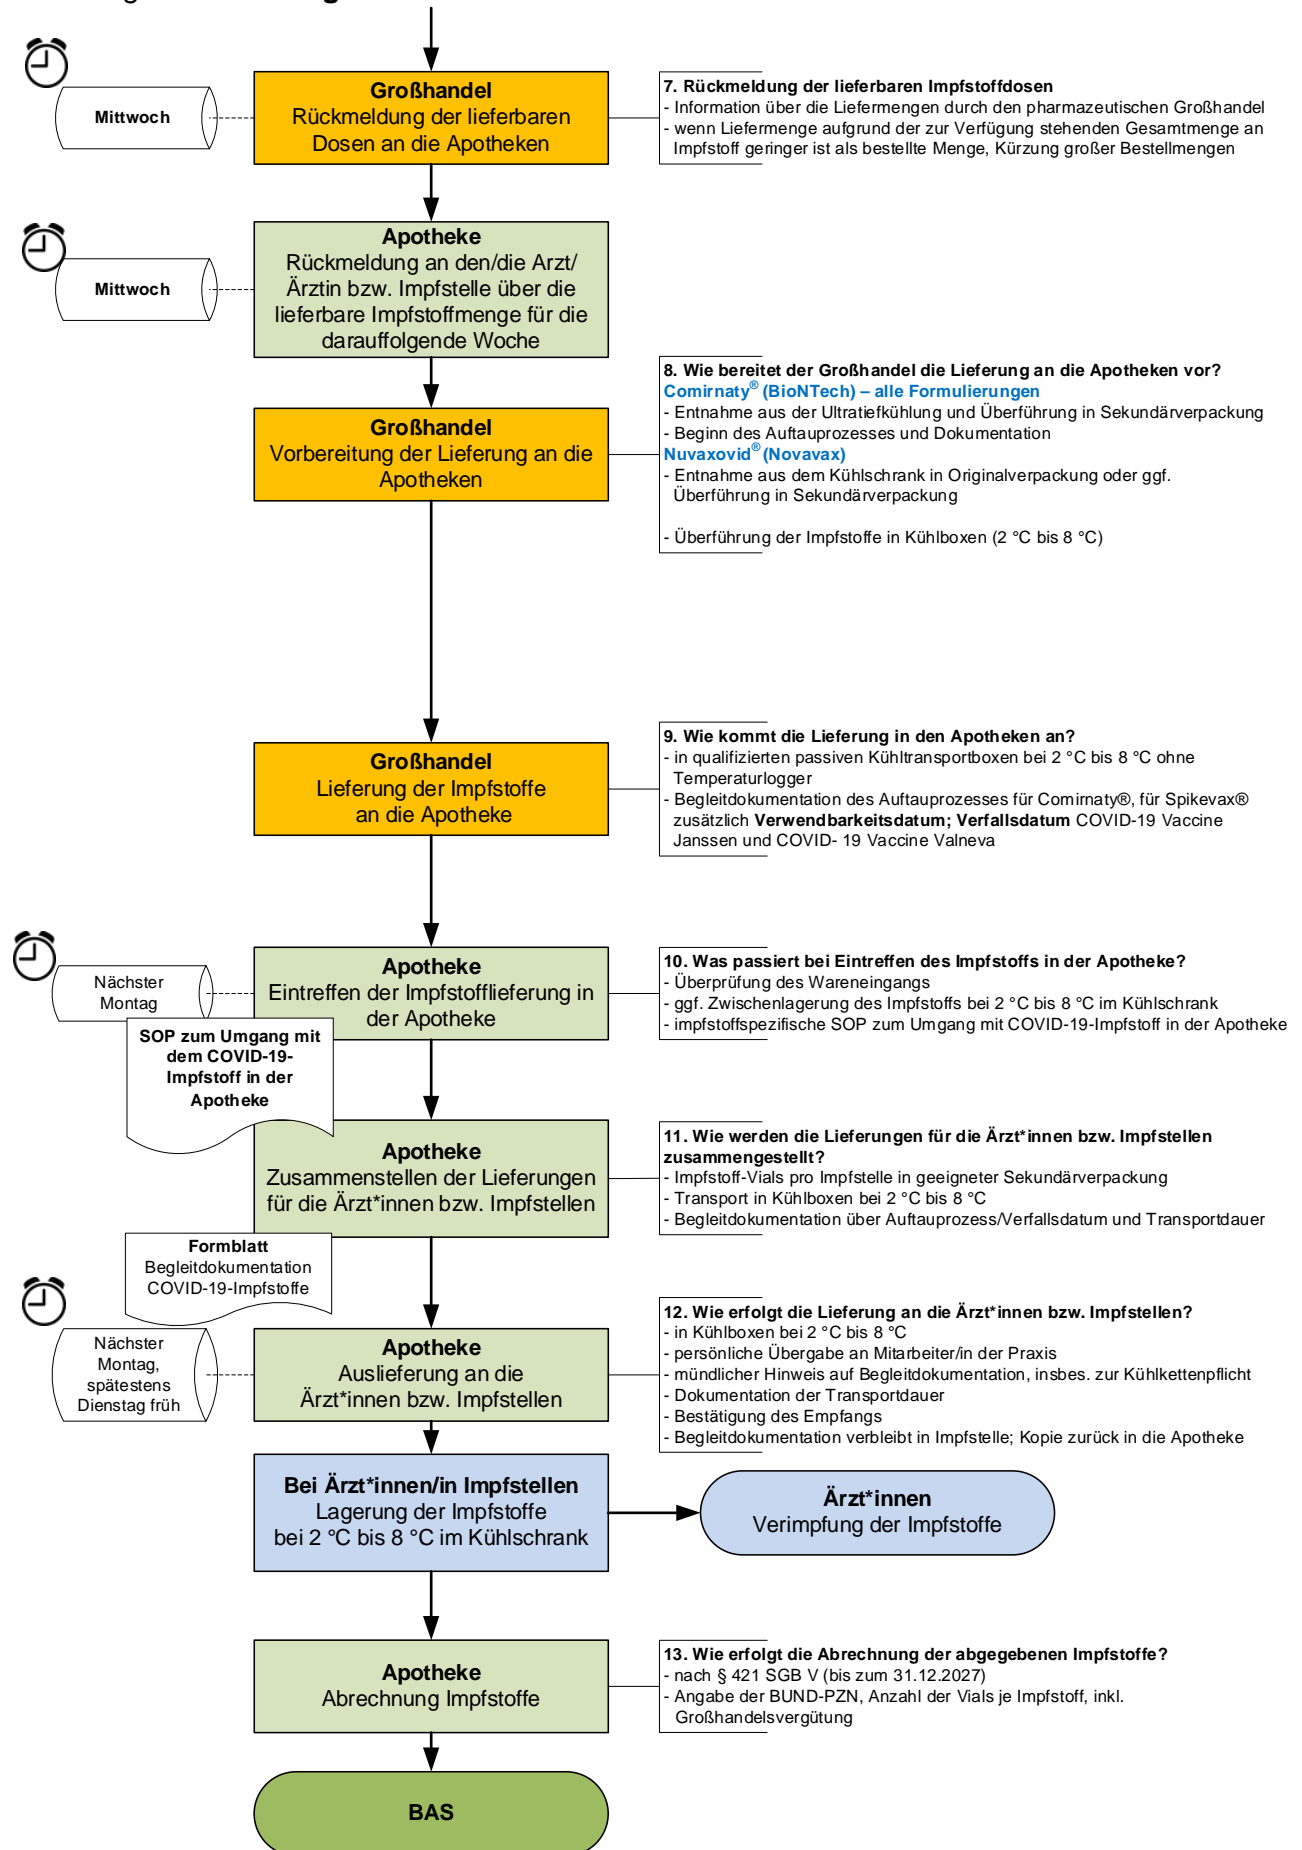 Mittwoch
Großhandel
Rückmeldung der lieferbaren
Dosen an die Apotheken
7. Rückmeldung der lieferbaren Impfstoffdosen
- Information über die Liefermengen durch den pharmazeutischen Großhandel
- wenn Liefermenge aufgrund der zur Verfügung stehenden Gesamtmenge an
Impfstoff geringer ist als bestellte Menge, Kürzung großer Bestellmengen
Mittwoch
Apotheke
Rückmeldung an den/die Arzt/
Ärztin bzw. Impfstelle über die
lieferbare Impfstoffmenge für die
darauffolgende Woche
Großhandel
Vorbereitung der Lieferung an die
Apotheken
8. Wie bereitet der Großhandel die Lieferung an die Apotheken vor?
Comirnaty® (BioNTech) – alle Formulierungen
- Entnahme aus der Ultratiefkühlung und Überführung in Sekundärverpackung
- Beginn des Auftauprozesses und Dokumentation
Nuvaxovid® (Novavax)
- Entnahme aus dem Kühlschrank in Originalverpackung oder ggf.
Überführung in Sekundärverpackung
- Überführung der Impfstoffe in Kühlboxen (2 °C bis 8 °C)
Großhandel
Lieferung der Impfstoffe
an die Apotheke
9. Wie kommt die Lieferung in den Apotheken an?
- in qualifizierten passiven Kühltransportboxen bei 2 °C bis 8 °C ohne
Temperaturlogger
- Begleitdokumentation des Auftauprozesses für Comirnaty®, für Spikevax®
zusätzlich Verwendbarkeitsdatum; Verfallsdatum COVID-19 Vaccine
Janssen und COVID- 19 Vaccine Valneva
Nächster
Montag
Apotheke
Eintreffen der Impfstofflieferung in
der Apotheke
10. Was passiert bei Eintreffen des Impfstoffs in der Apotheke?
- Überprüfung des Wareneingangs
- ggf. Zwischenlagerung des Impfstoffs bei 2 °C bis 8 °C im Kühlschrank
- impfstoffspezifische SOP zum Umgang mit COVID-19-Impfstoff in der Apotheke
SOP zum Umgang mit
dem COVID-19-
Impfstoff in der
Apotheke
Apotheke
Zusammenstellen der Lieferungen
für die Ärzt*innen bzw. Impfstellen
11. Wie werden die Lieferungen für die Ärzt*innen bzw. Impfstellen
zusammengestellt?
- Impfstoff-Vials pro Impfstelle in geeigneter Sekundärverpackung
- Transport in Kühlboxen bei 2 °C bis 8 °C
- Begleitdokumentation über Auftauprozess/Verfallsdatum und Transportdauer
Formblatt
Begleitdokumentation
COVID-19-Impfstoffe
Nächster
Montag,
spätestens
Dienstag früh
Apotheke
Auslieferung an die
Ärzt*innen bzw. Impfstellen
12. Wie erfolgt die Lieferung an die Ärzt*innen bzw. Impfstellen?
- in Kühlboxen bei 2 °C bis 8 °C
- persönliche Übergabe an Mitarbeiter/in der Praxis
- mündlicher Hinweis auf Begleitdokumentation, insbes. zur Kühlkettenpflicht
- Dokumentation der Transportdauer
- Bestätigung des Empfangs
- Begleitdokumentation verbleibt in Impfstelle; Kopie zurück in die Apotheke
Bei Ärzt*innen/in Impfstellen
Lagerung der Impfstoffe
bei 2 °C bis 8 °C im Kühlschrank
Ärzt*innen
Verimpfung der Impfstoffe
Apotheke
Abrechnung Impfstoffe
13. Wie erfolgt die Abrechnung der abgegebenen Impfstoffe?
- nach § 421 SGB V (bis zum 31.12.2027)
- Angabe der BUND-PZN, Anzahl der Vials je Impfstoff, inkl.
Großhandelsvergütung
BAS